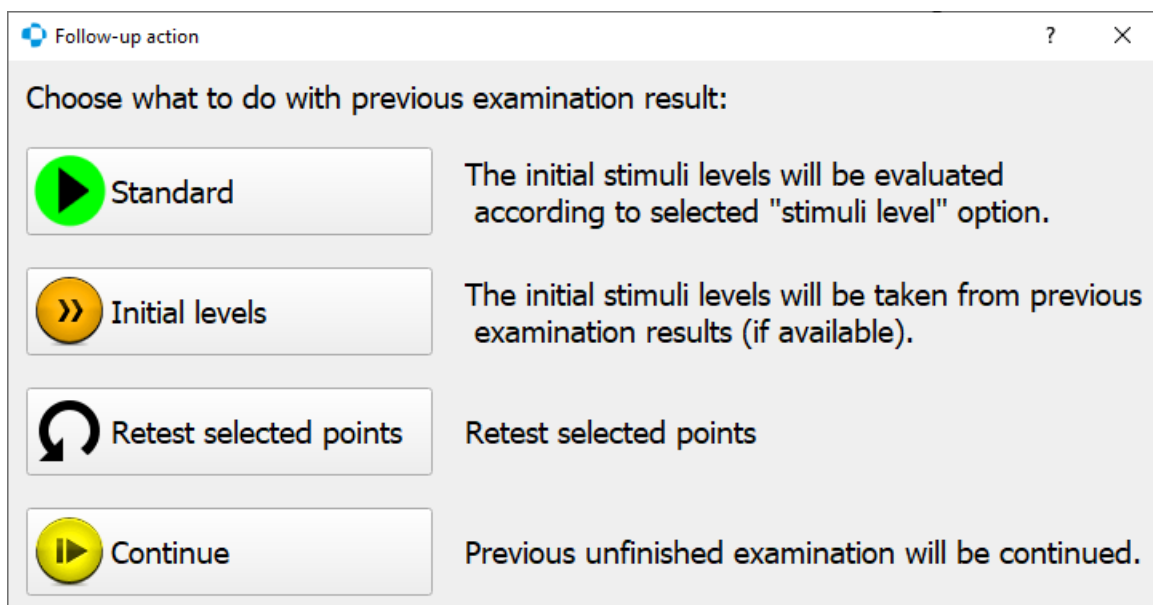 Follow-up action
?
Choose what to do with previous examination result:
Standard
The initial stimuli levels will be evaluated
according to selected "stimuli level" option.
Initial levels
The initial stimuli levels will be taken from previous
examination results (if available).
Retest selected points
Retest selected points
Continue
Previous unfinished examination will be continued.